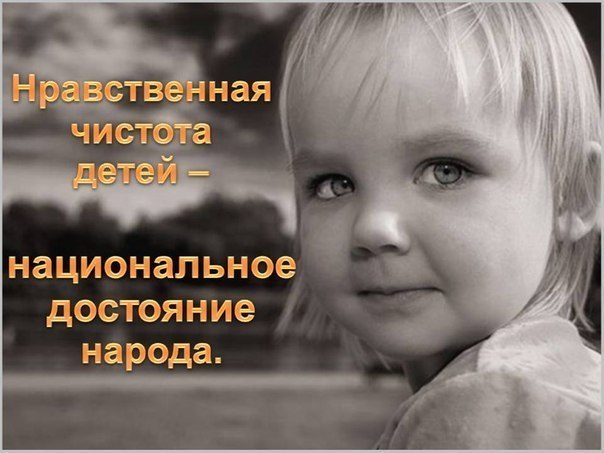 Нравственная
чистота
детей –
национальное
достояние
народа.